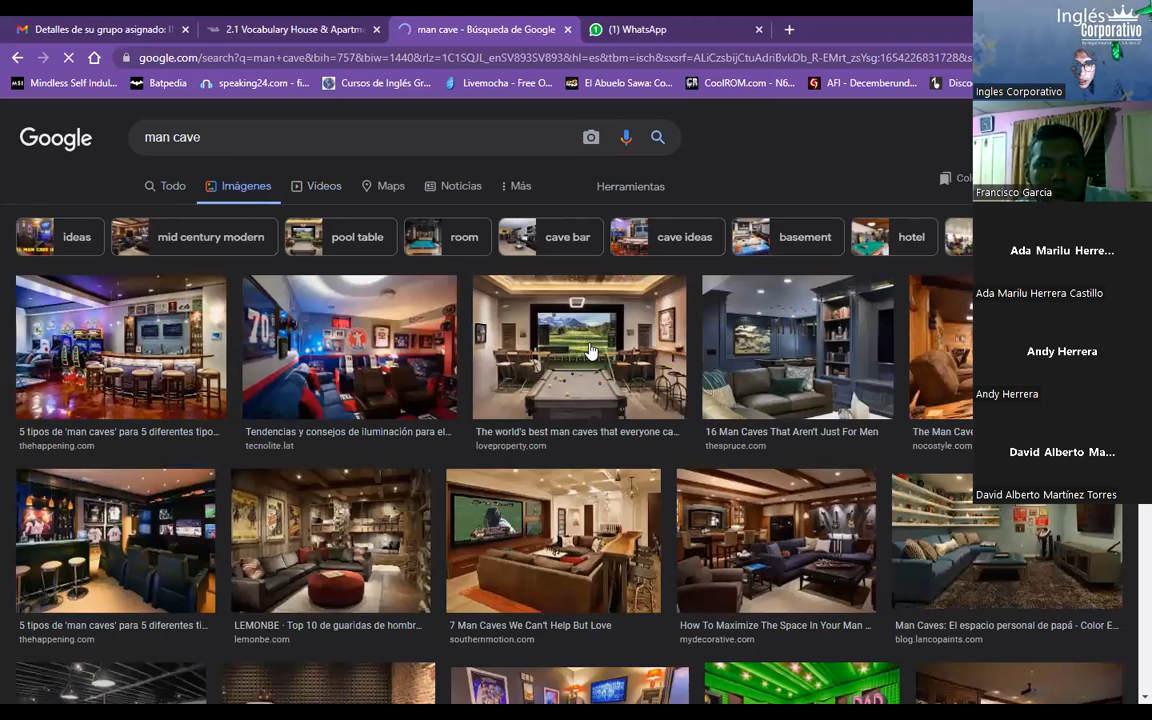 Detalles de su grupo asignado: I
2.1 Vocabulary House & Apartm
man cave - Búsqueda de Google
(1) WhatsApp
google.com/search?q=man+cave&bih=757&biw=1440&rlz=1C1SQJL_enSV893SV893&hl=es&tbm=isch&sxsrf=ALiCzsbijCtuAdriBvkDb_R-EMrt_zsYsg:1654226831728&s
Mindless Self Indul...
Batpedia
speaking24.com - fi...
Cursos de Inglés Gr...
Livemocha - Free O...
El Abuelo Sawa: Co...
CoolROM.com - N6...
AFI - Decemberund...
Disco
Google
man cave
Todo
Imágenes
Videos
Maps
Noticias
Más
Herramientas
Col
ideas
mid century modern
pool table
room
cave bar
cave ideas
basement
hotel
5 tipos de 'man caves' para 5 diferentes tipo...
thehappening.com
Tendencias y consejos de iluminación para el...
tecnolite.lat
The world's best man caves that everyone ca...
loveproperty.com
16 Man Caves That Aren't Just For Men
thespruce.com
The Man Cave
nocostyle.com
5 tipos de 'man caves' para 5 diferentes ti...
thehappening.com
LEMONBE · Top 10 de guaridas de hombr...
lemonbe.com
7 Man Caves We Can't Help But Love
southernmotion.com
How To Maximize The Space In Your Man ...
mydecorative.com
Man Caves: El espacio personal de papá - Color E...
blog.lancopaints.com
Inglés
Corporativo
Ingles Corporativo
Francisco Garcia
Ada Marilu Herre...
Ada Marilu Herrera Castillo
Andy Herrera
Andy Herrera
David Alberto Ma...
David Alberto Martínez Torres